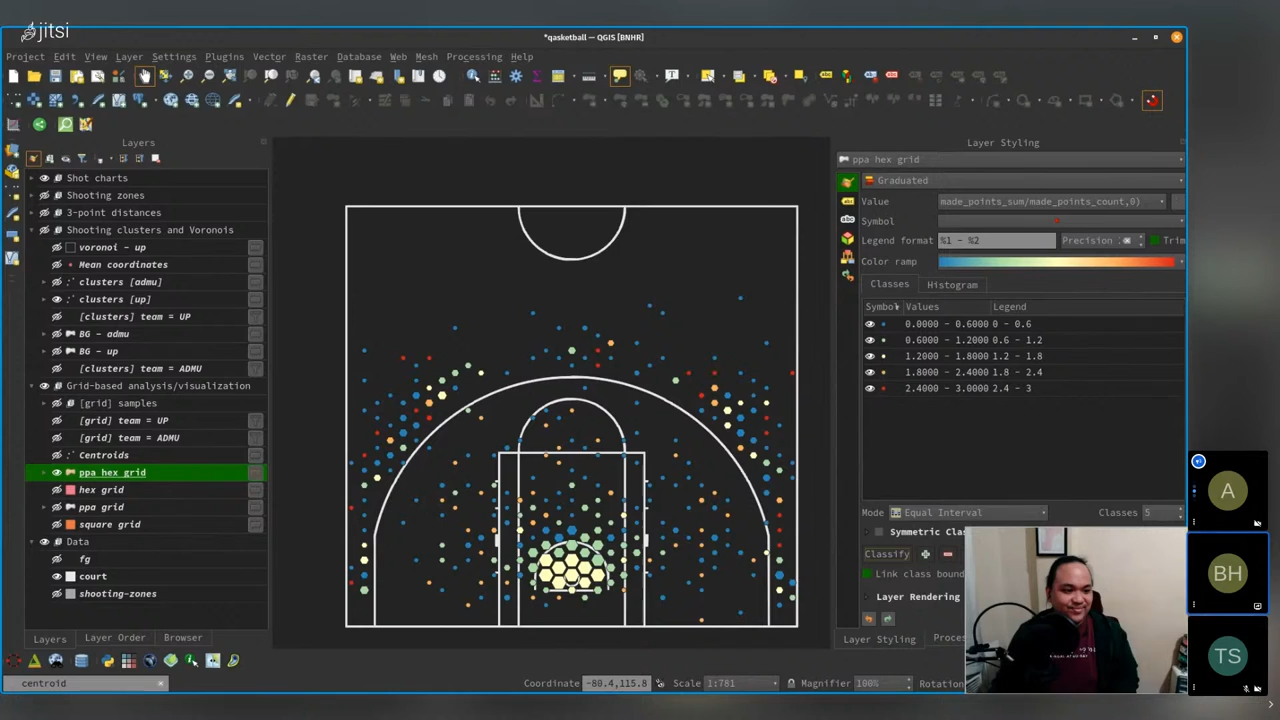 jitsi
*qasketball — QGIS [BNHR]
Project Edit View Layer Settings Plugins Vector Raster Database Web Mesh Processing Help
Layers
Shot charts
Shooting zones
3-point distances
Shooting clusters and Voronois
voronoi - up
Mean coordinates
clusters [admu]
clusters [up]
[clusters] team = UP
BG - admu
BG - up
[clusters] team = ADMU
Grid-based analysis/visualization
[grid] samples
[grid] team = UP
[grid] team = ADMU
Centroids
ppa hex grid
hex grid
ppa grid
square grid
Data
fg
court
shooting-zones
Layers Layer Order Browser
centroid
Coordinate -80.4,115.8 Scale 1:781 Magnifier 100% Rotation
Layer Styling
ppa hex grid
Graduated
Value made_points_sum/made_points_count,0)
Symbol
Legend format %1 - %2 Precision Trim
Color ramp
Classes Histogram
Symbol Values Legend
0.0000 - 0.6000 0 - 0.6
0.6000 - 1.2000 0.6 - 1.2
1.2000 - 1.8000 1.2 - 1.8
1.8000 - 2.4000 1.8 - 2.4
2.4000 - 3.0000 2.4 - 3
Mode Equal Interval Classes 5
Symmetric Clas
Classify
Link class bound
Layer Rendering
Layer Styling Proce
A
BH
TS